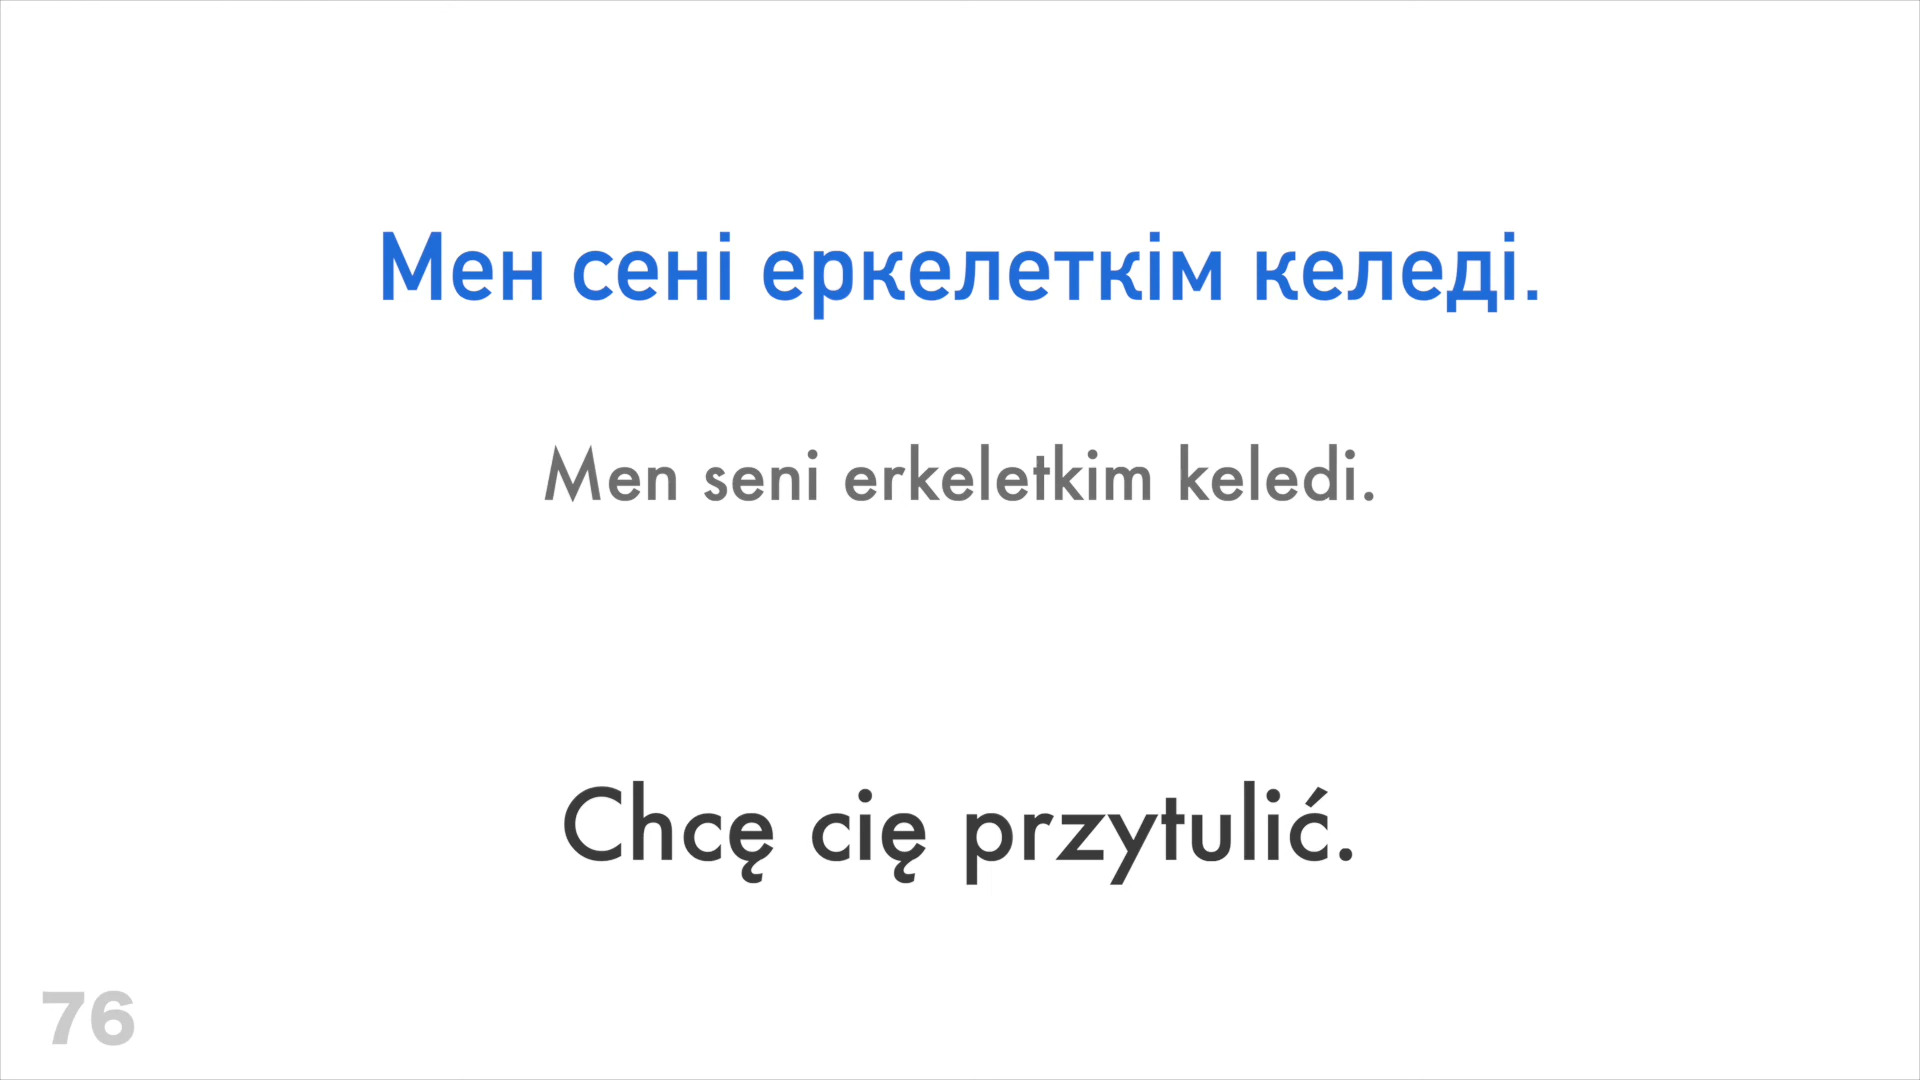 Мен сені еркелеткім келеді.
Men seni erkeletkim keledi.
Chcę cię przytulić.
76